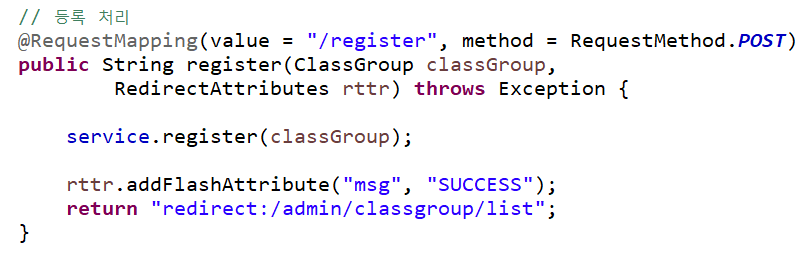 // 등록 처리
@RequestMapping(value = "/register", method = RequestMethod.POST)
public String register(ClassGroup classGroup,
RedirectAttributes rttr) throws Exception {
service.register(classGroup);
rttr.addFlashAttribute("msg", "SUCCESS");
return "redirect:/admin/classgroup/list";
}